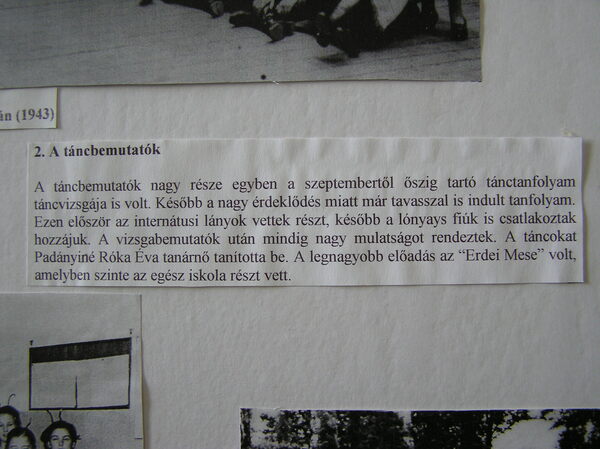 án (1943)
2. A táncbemutatók
A táncbemutatók nagy része egyben a szeptembertől őszig tartó tánctanfolyam
táncvizsgája is volt. Később a nagy érdeklődés miatt már tavasszal is indult tanfolyam.
Ezen először az internátusi lányok vettek részt, később a lónyays fiúk is csatlakoztak
hozzájuk. A vizsgabemutatók után mindig nagy mulatságot rendeztek. A táncokat
Padányiné Róka Éva tanárnő tanította be. A legnagyobb előadás az “Erdei Mese” volt,
amelyben szinte az egész iskola részt vett.